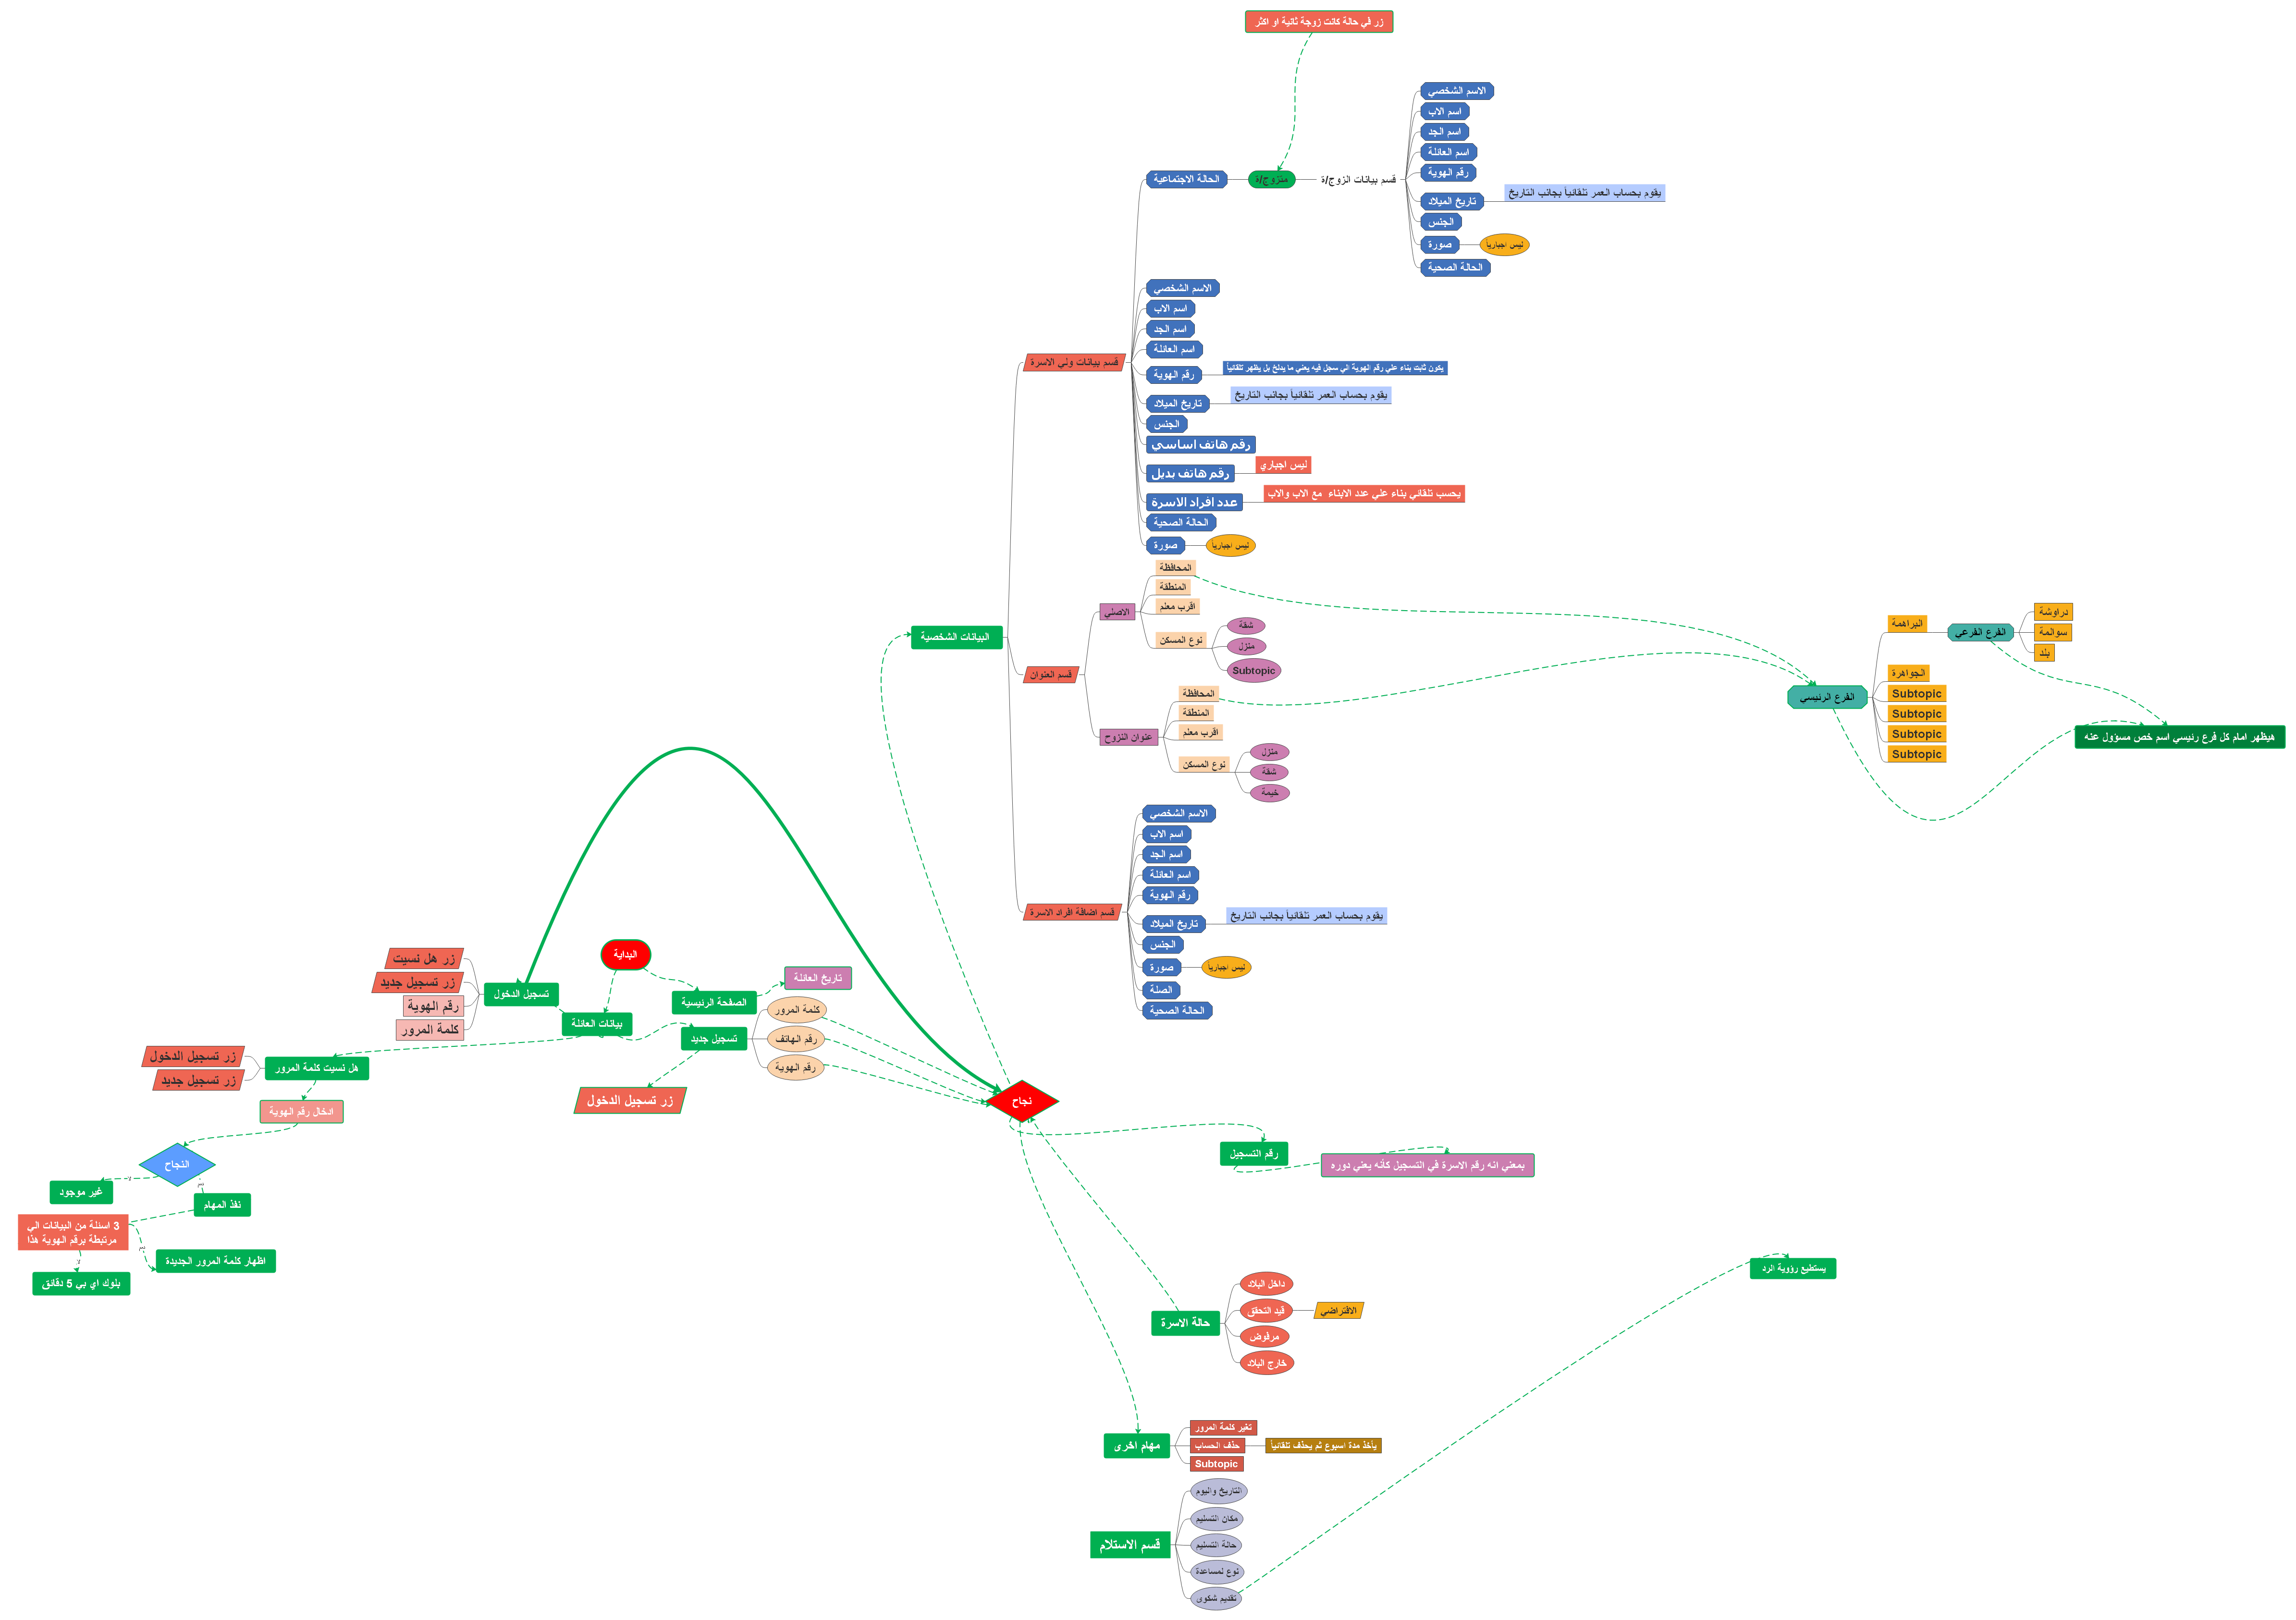 زر في حالة كانت زوجة ثانية او اكثر
الحالة الاجتماعية
متزوج/ة
قسم بيانات الزوج/ة
الاسم الشخصي
اسم الاب
اسم الجد
اسم العائلة
رقم الهوية
تاريخ الميلاد
يقوم بحساب العمر تلقائياً بجانب التاريخ
الجنس
صورة
ليس اجبارياً
الحالة الصحية
قسم بيانات ولي الاسرة
الاسم الشخصي
اسم الاب
اسم الجد
اسم العائلة
رقم الهوية
يكون ثابت بناء علي رقم الهوية الي سجل فيه يعني ما يدلخ بل يظهر تلقائياً
تاريخ الميلاد
يقوم بحساب العمر تلقائياً بجانب التاريخ
الجنس
رقم هاتف اساسي
رقم هاتف بديل
ليس اجباري
عدد افراد الاسرة
يحسب تلقائي بناء علي عدد الابناء مع الاب والاب
الحالة الصحية
صورة
ليس اجبارياً
البيانات الشخصية
قسم العنوان
الاصلي
المحافظة
المنطقة
اقرب معلم
نوع المسكن
شقة
منزل
Subtopic
عنوان النزوح
المحافظة
المنطقة
اقرب معلم
نوع المسكن
منزل
شقة
خيمة
الفرع الرئيسي
البراهمة
الفرع الفرعي
دراوشة
سوالمة
بلد
الجواهرة
Subtopic
Subtopic
Subtopic
Subtopic
هيظهر امام كل فرع رئيسي اسم خص مسؤول عنه
قسم اضافة افراد الاسرة
الاسم الشخصي
اسم الاب
اسم الجد
اسم العائلة
رقم الهوية
تاريخ الميلاد
يقوم بحساب العمر تلقائياً بجانب التاريخ
الجنس
صورة
ليس اجبارياً
الصلة
الحالة الصحية
البداية
الصفحة الرئيسية
تاريخ العائلة
بيانات العائلة
تسجيل الدخول
زر هل نسيت
زر تسجيل جديد
رقم الهوية
كلمة المرور
تسجيل جديد
كلمة المرور
رقم الهاتف
رقم الهوية
زر تسجيل الدخول
هل نسيت كلمة المرور
زر تسجيل الدخول
زر تسجيل جديد
ادخال رقم الهوية
النجاح
غير موجود
نفذ المهام
3 اسئلة من البيانات الي
مرتبطة برقم الهوية هذا
اظهار كلمة المرور الجديدة
بلوك اي بي 5 دقائق
نجاح
رقم التسجيل
بمعني انه رقم الاسرة في التسجيل كأنه يعني دوره
حالة الاسرة
داخل البلاد
قيد التحقق
الافتراضي
مرفوض
خارج البلاد
يستطيع رؤوية الرد
مهام اخرى
تغير كلمة المرور
حذف الحساب
يأخذ مدة اسبوع ثم يحذف تلقائياً
Subtopic
قسم الاستلام
التاريخ واليوم
مكان التسليم
حالة التسليم
نوع لمساعدة
تقديم شكوى